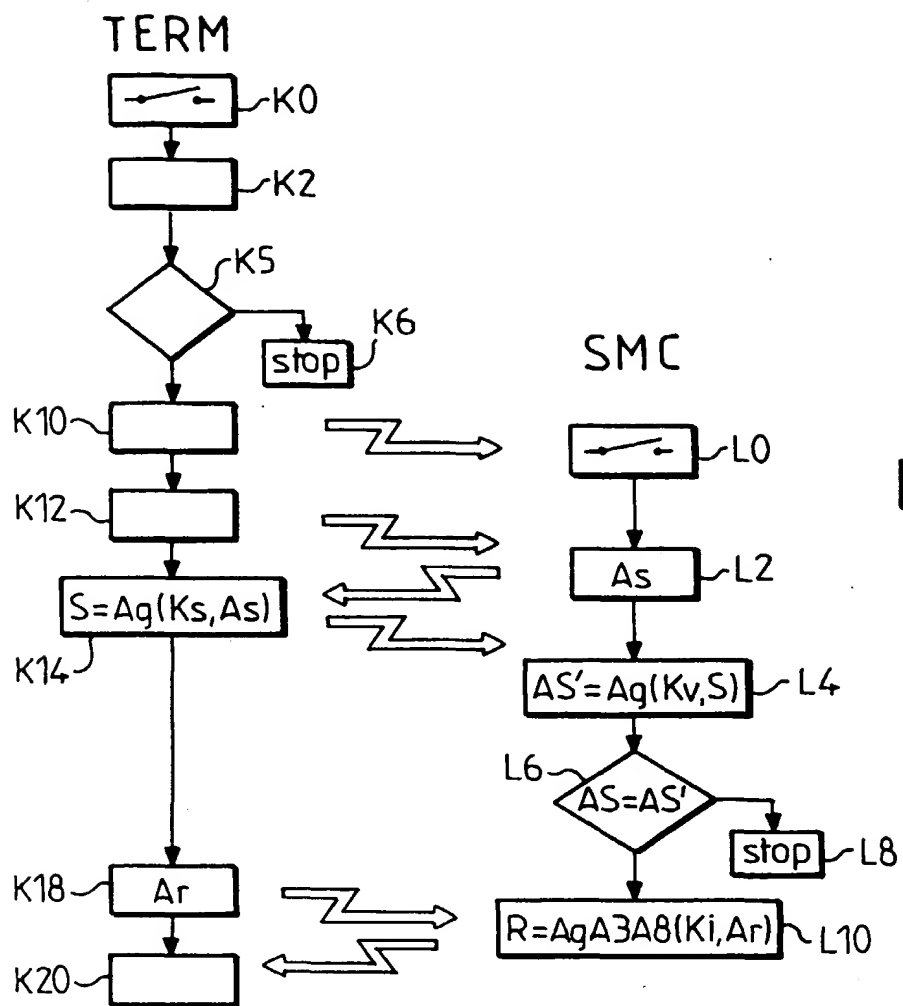 TERM
K0
K2
K5
K6
stop
SMC
K10
L0
K12
As
L2
S=Ag(Ks,As)
K14
AS'=Ag(Kv,S)
L4
L6
AS=AS'
stop
L8
K18
Ar
R=AgA3A8(Ki,Ar)
L10
K20